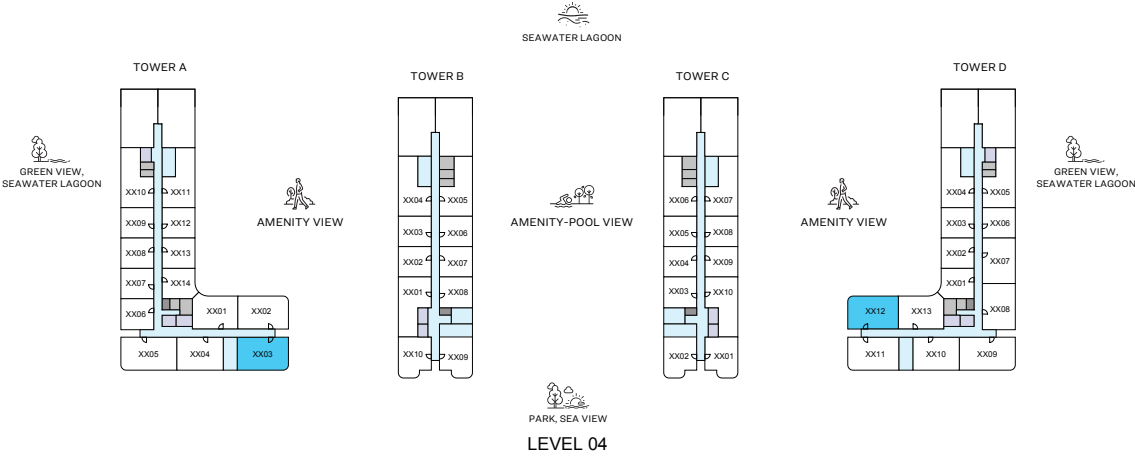 SEAWATER LAGOON
TOWER A
TOWER B
TOWER C
TOWER D
GREEN VIEW,
SEAWATER LAGOON
AMENITY VIEW
AMENITY-POOL VIEW
AMENITY VIEW
GREEN VIEW,
SEAWATER LAGOON
XX10 XX11
XX09 XX12
XX08 XX13
XX07 XX14
XX06 XX01 XX02
XX05 XX04 XX03
XX04 XX05
XX03 XX06
XX02 XX07
XX01 XX08
XX10 XX09
XX06 XX07
XX05 XX08
XX04 XX09
XX03 XX10
XX02 XX01
XX04 XX05
XX03 XX06
XX02 XX07
XX01
XX12 XX13 XX08
XX11 XX10 XX09
PARK, SEA VIEW
LEVEL 04